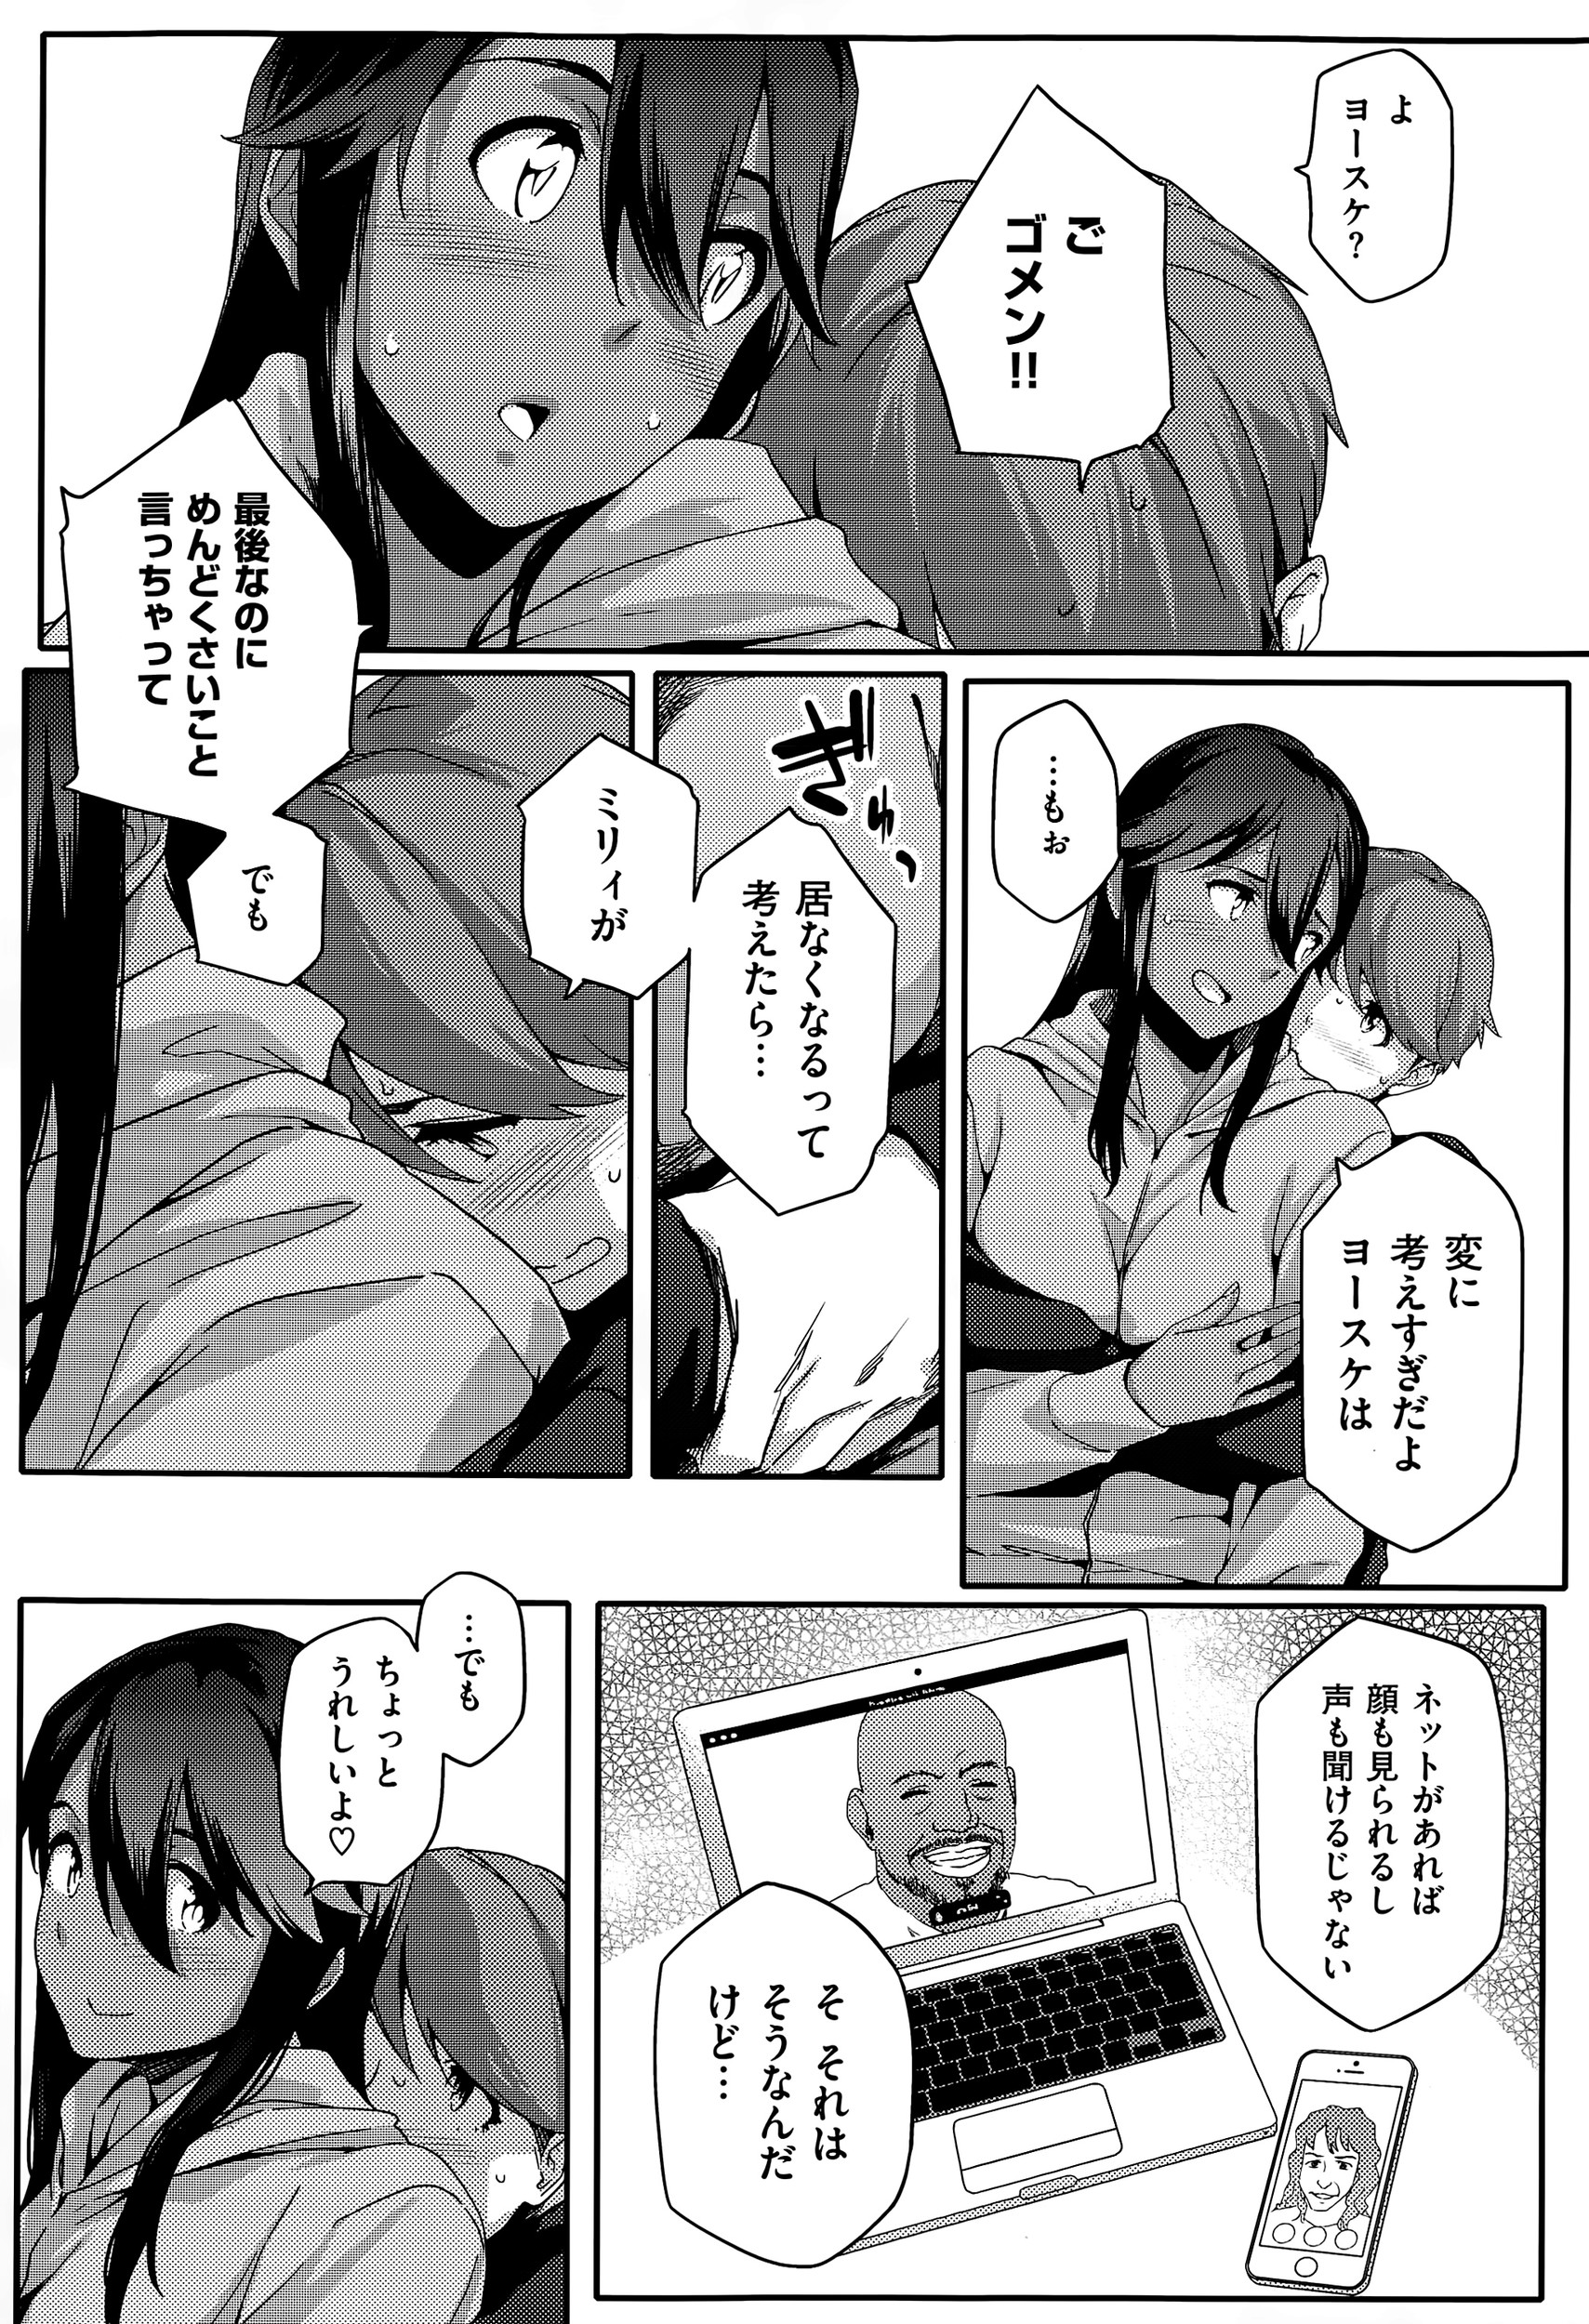 よ
ヨースケ?
ご
ゴメン!!
最後なのに
めんどくさいこと
言っちゃって
でも
ミリィが
居なくなるって
考えたら…
ぎゅっ
…もぉ
変に
考えすぎだよ
ヨースケは
ネットがあれば
顔も見られるし
声も聞けるじゃない
そ それは
そうなんだ
けど…
…でも
ちょっと
うれしいよ♡